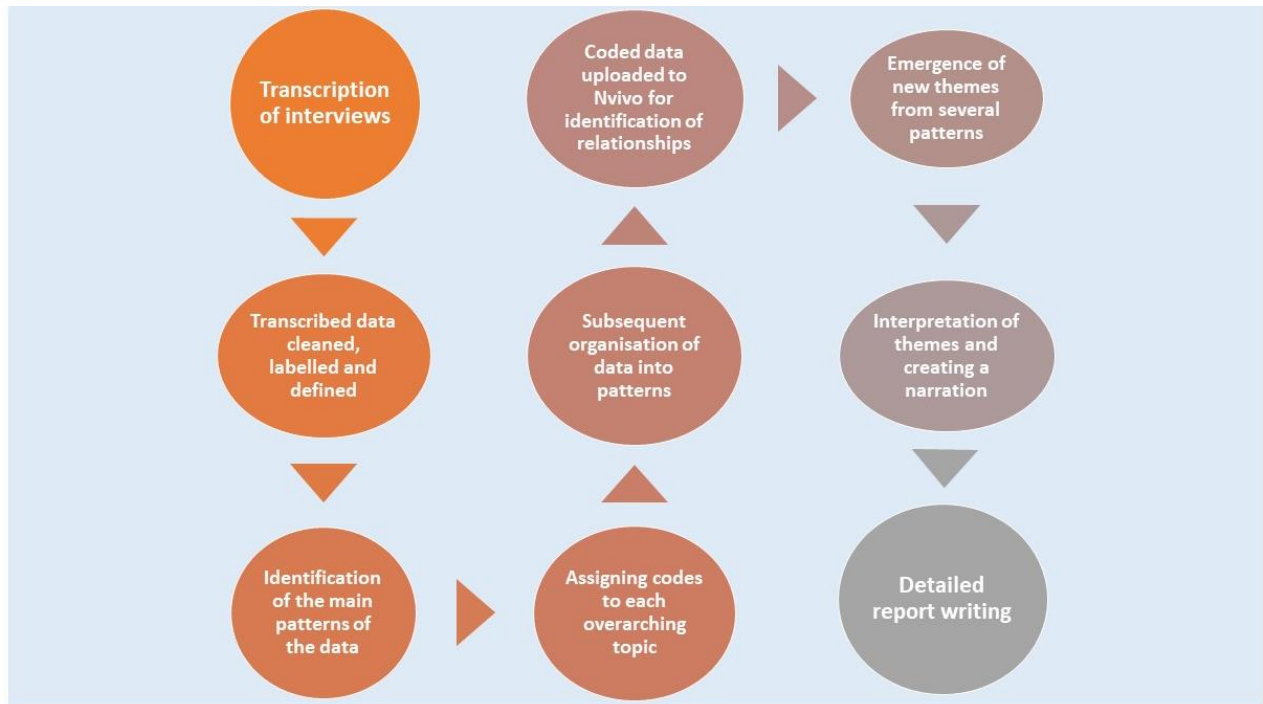 Transcription
of interviews
Transcribed data
cleaned,
labelled and
defined
Identification
of the main
patterns of
the data
Assigning codes
to each
overarching
topic
Subsequent
organisation of
data into
patterns
Coded data
uploaded to
Nvivo for
identification of
relationships
Emergence of
new themes
from several
patterns
Interpretation of
themes and
creating a
narration
Detailed
report writing